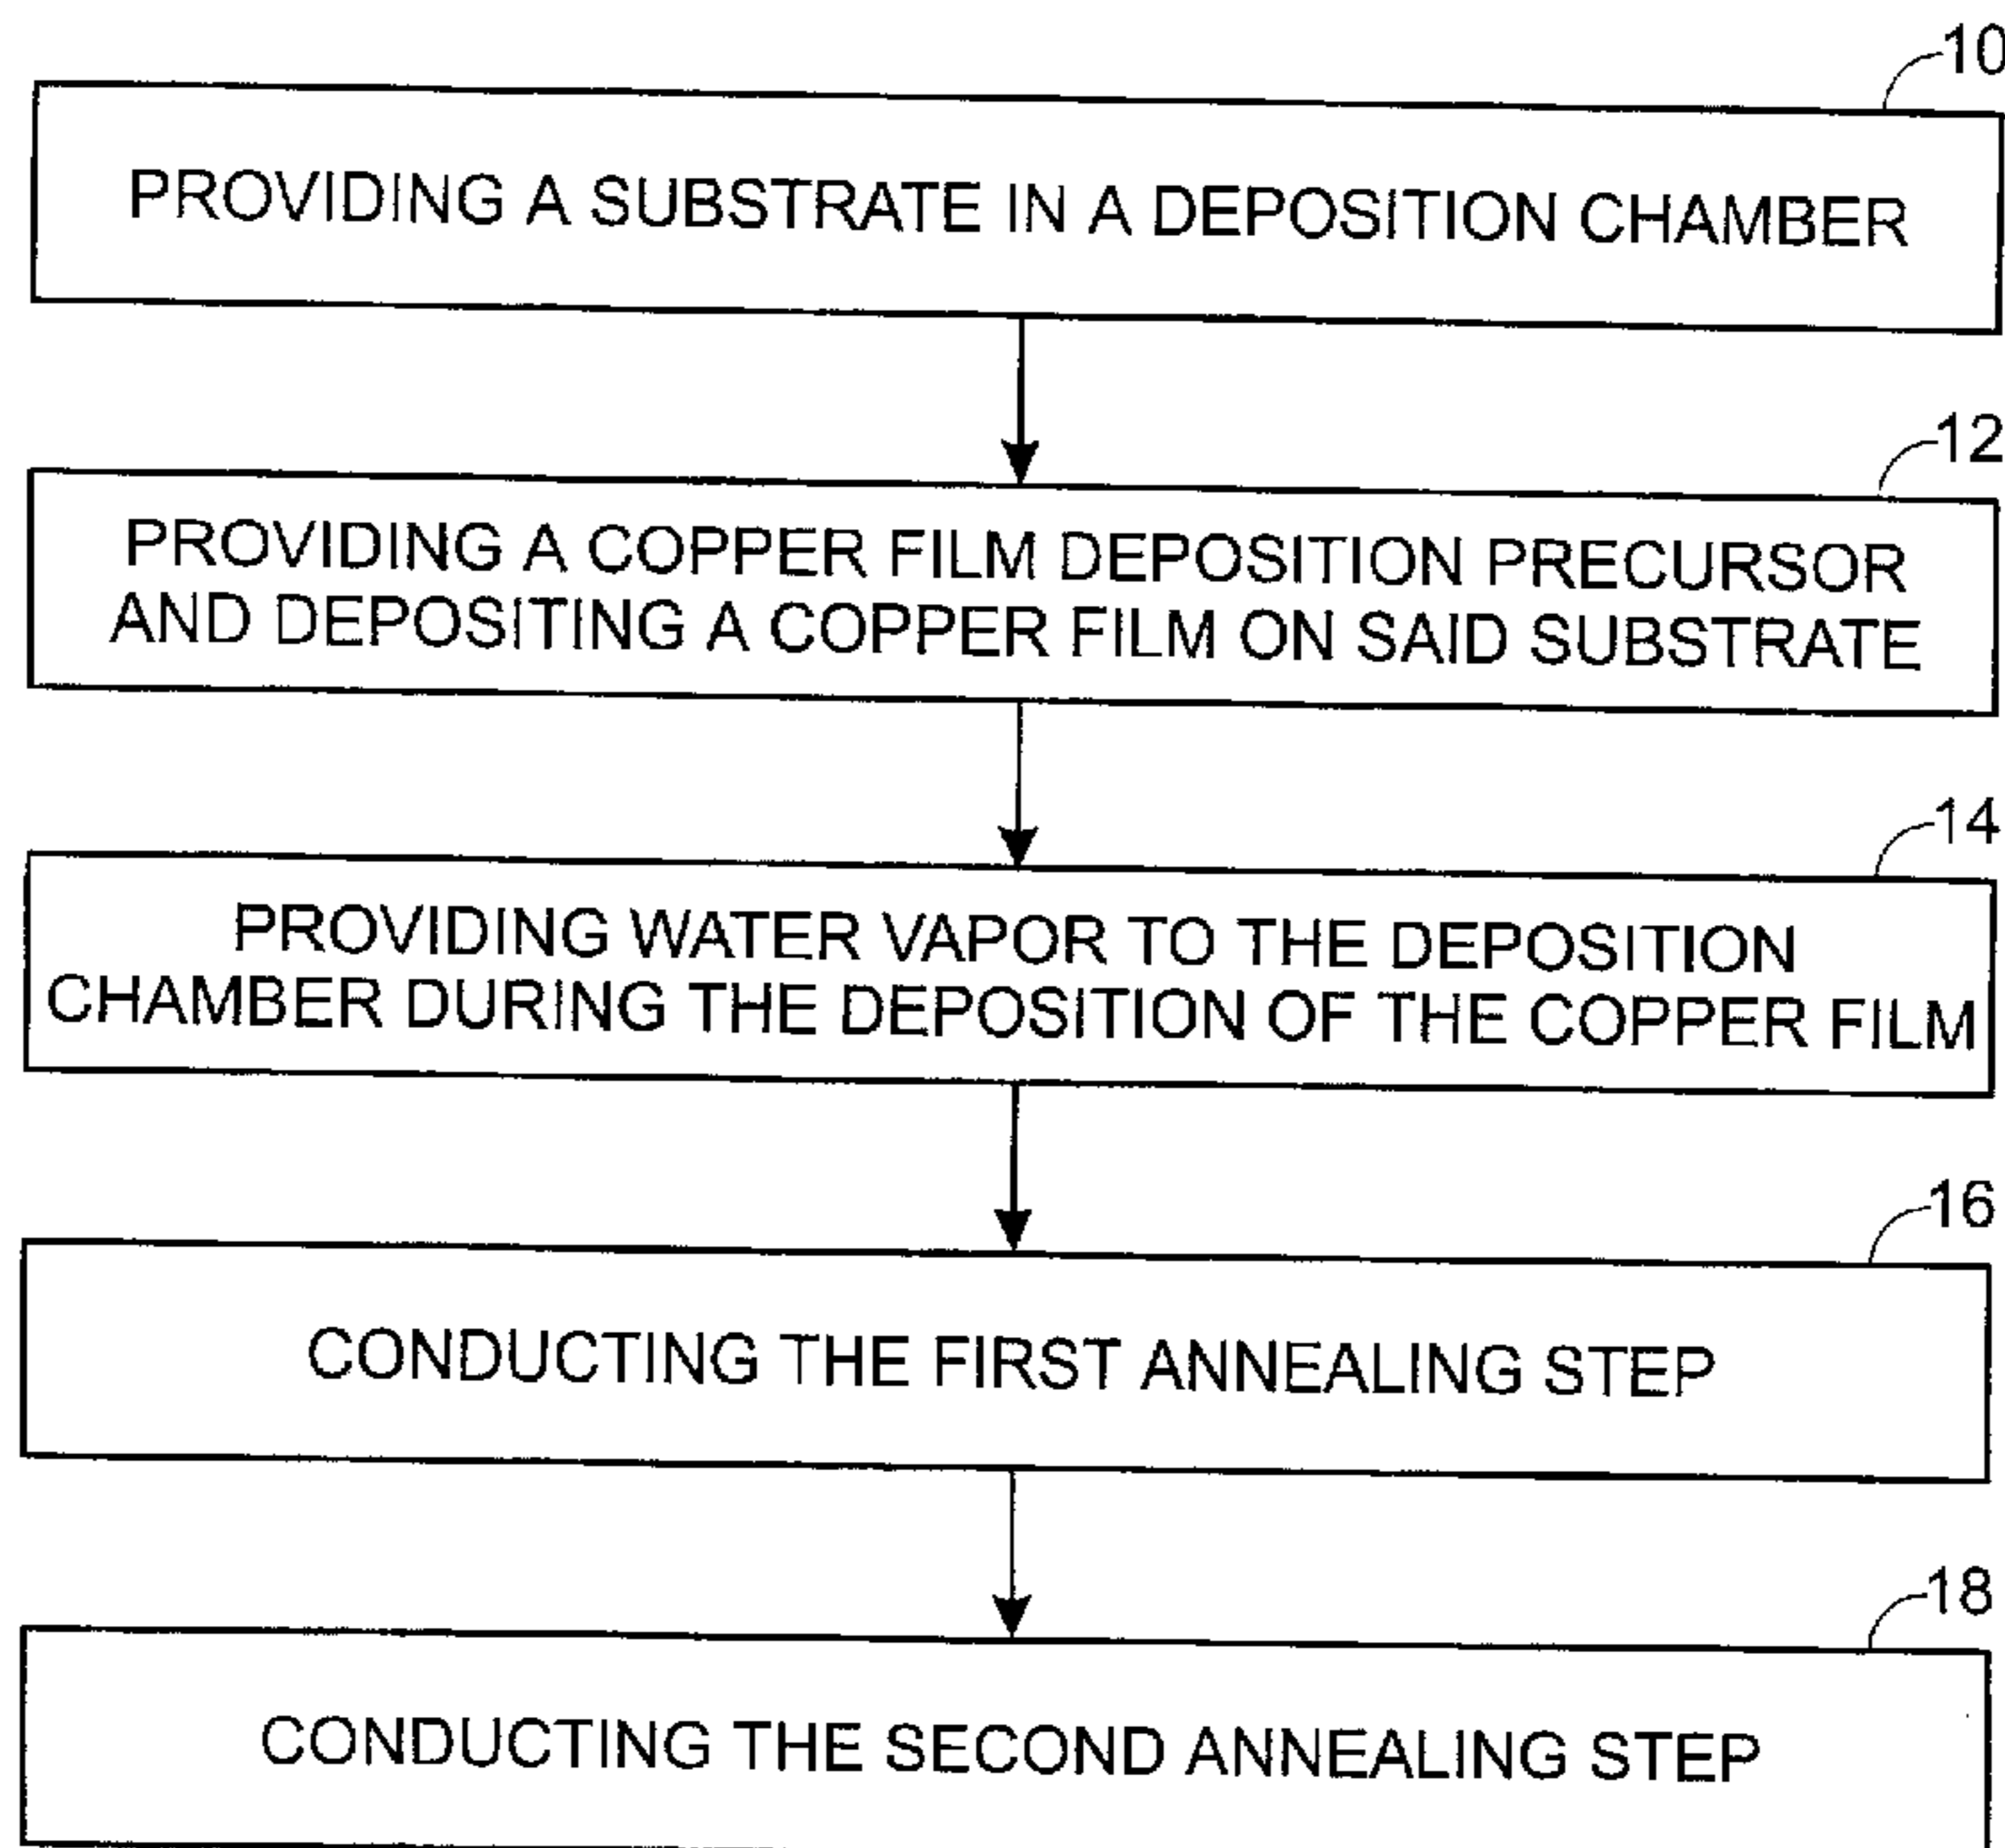 10
PROVIDING A SUBSTRATE IN A DEPOSITION CHAMBER
12
PROVIDING A COPPER FILM DEPOSITION PRECURSOR
AND DEPOSITING A COPPER FILM ON SAID SUBSTRATE
14
PROVIDING WATER VAPOR TO THE DEPOSITION
CHAMBER DURING THE DEPOSITION OF THE COPPER FILM
16
CONDUCTING THE FIRST ANNEALING STEP
18
CONDUCTING THE SECOND ANNEALING STEP